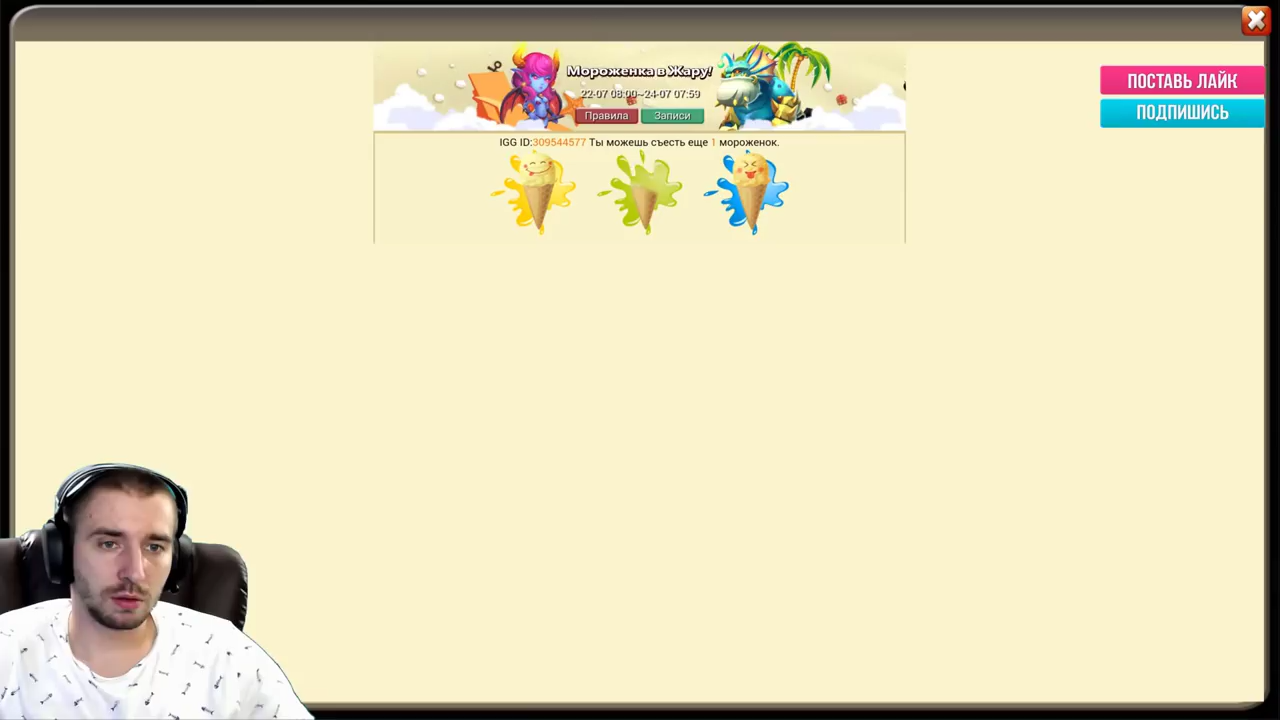 Мороженка в Жару!
22-07 08:00~24-07 07:59
Правила Записи
IGG ID:309544577 Ты можешь съесть еще 1 мороженок.
ПОСТАВЬ ЛАЙК
ПОДПИШИСЬ